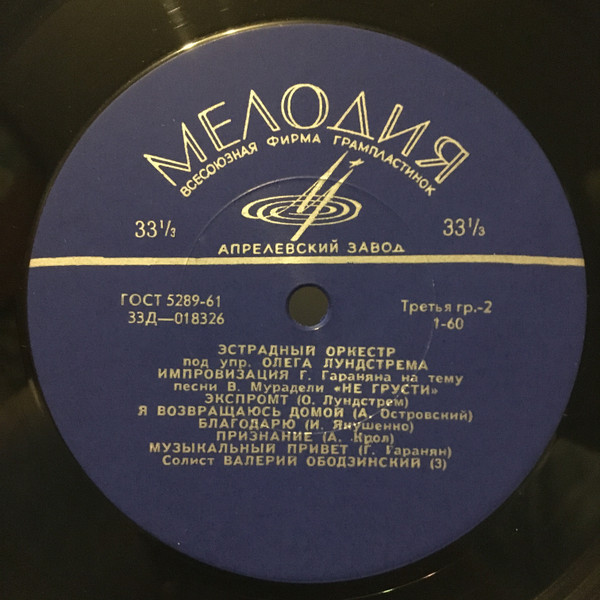 МЕЛОДИЯ
ВСЕСОЮЗНАЯ ФИРМА ГРАМПЛАСТИНОК
33⅓ 33⅓
АПРЕЛЕВСКИЙ ЗАВОД
ГОСТ 5289-61 Третья гр.-2
33Д—018326 1-60
ЭСТРАДНЫЙ ОРКЕСТР
под упр. ОЛЕГА ЛУНДСТРЕМА
ИМПРОВИЗАЦИЯ Г. Гараняна на тему
песни В. Мурадели «НЕ ГРУСТИ»
ЭКСПРОМТ (О. Лундстрем)
Я ВОЗВРАЩАЮСЬ ДОМОЙ (А. Островский)
БЛАГОДАРЮ (И. Якушенко)
ПРИЗНАНИЕ (А. Крол)
МУЗЫКАЛЬНЫЙ ПРИВЕТ (Г. Гаранян)
Солист ВАЛЕРИЙ ОБОДЗИНСКИЙ (3)